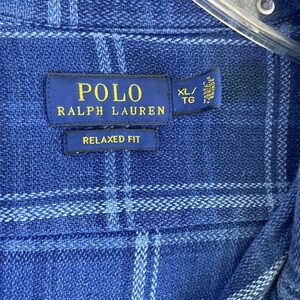 POLO
RALPH LAUREN
XL/
TG
RELAXED FIT